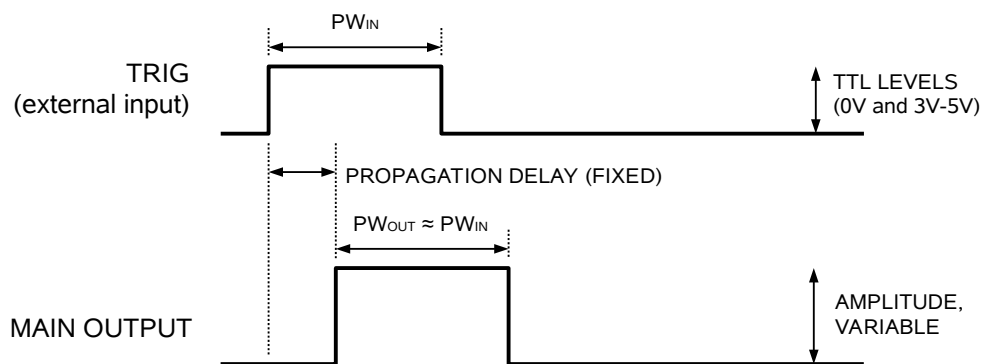 PWIN
TRIG
(external input)
TTL LEVELS
(0V and 3V-5V)
PROPAGATION DELAY (FIXED)
PWOUT ≈ PWIN
MAIN OUTPUT
AMPLITUDE,
VARIABLE